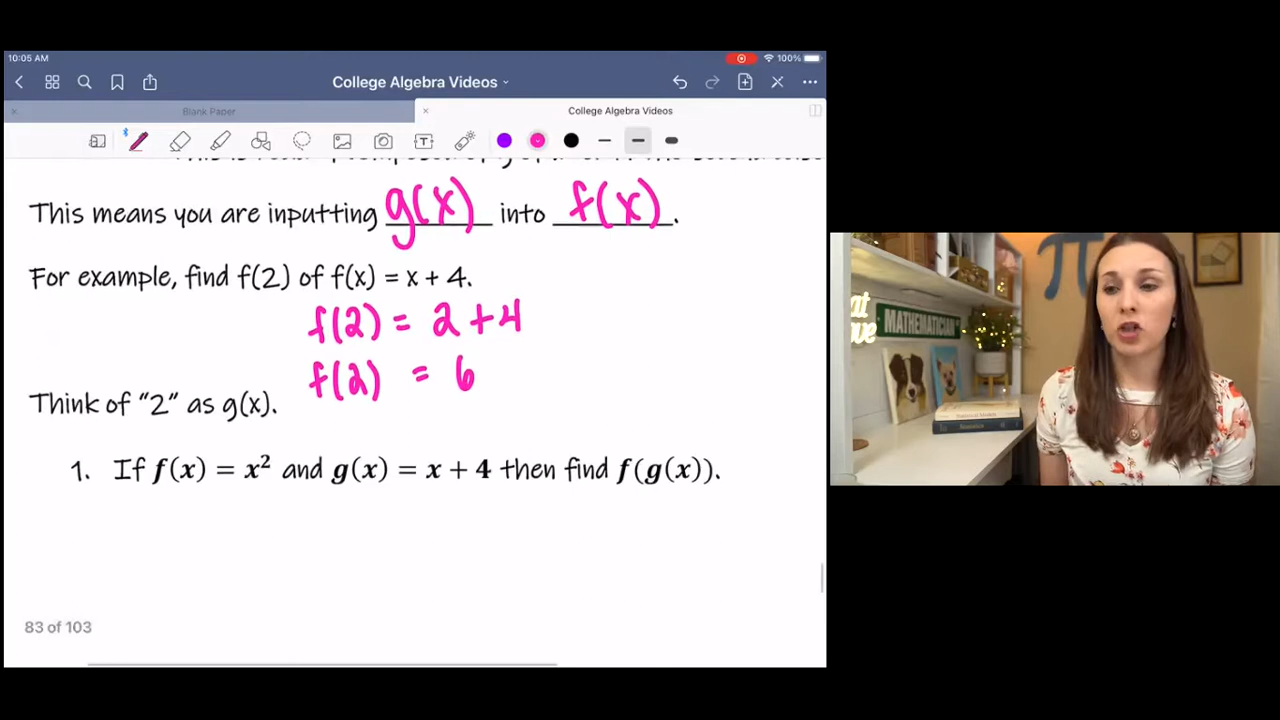 10:05 AM
100%
College Algebra Videos
Blank Paper
College Algebra Videos
This means you are inputting g(x) into f(x).
For example, find f(2) of f(x) = x + 4.
f(2) = 2 + 4
f(2) = 6
Think of "2" as g(x).
1. If f(x) = x² and g(x) = x + 4 then find f(g(x)).
83 of 103
MATHEMATICIAN